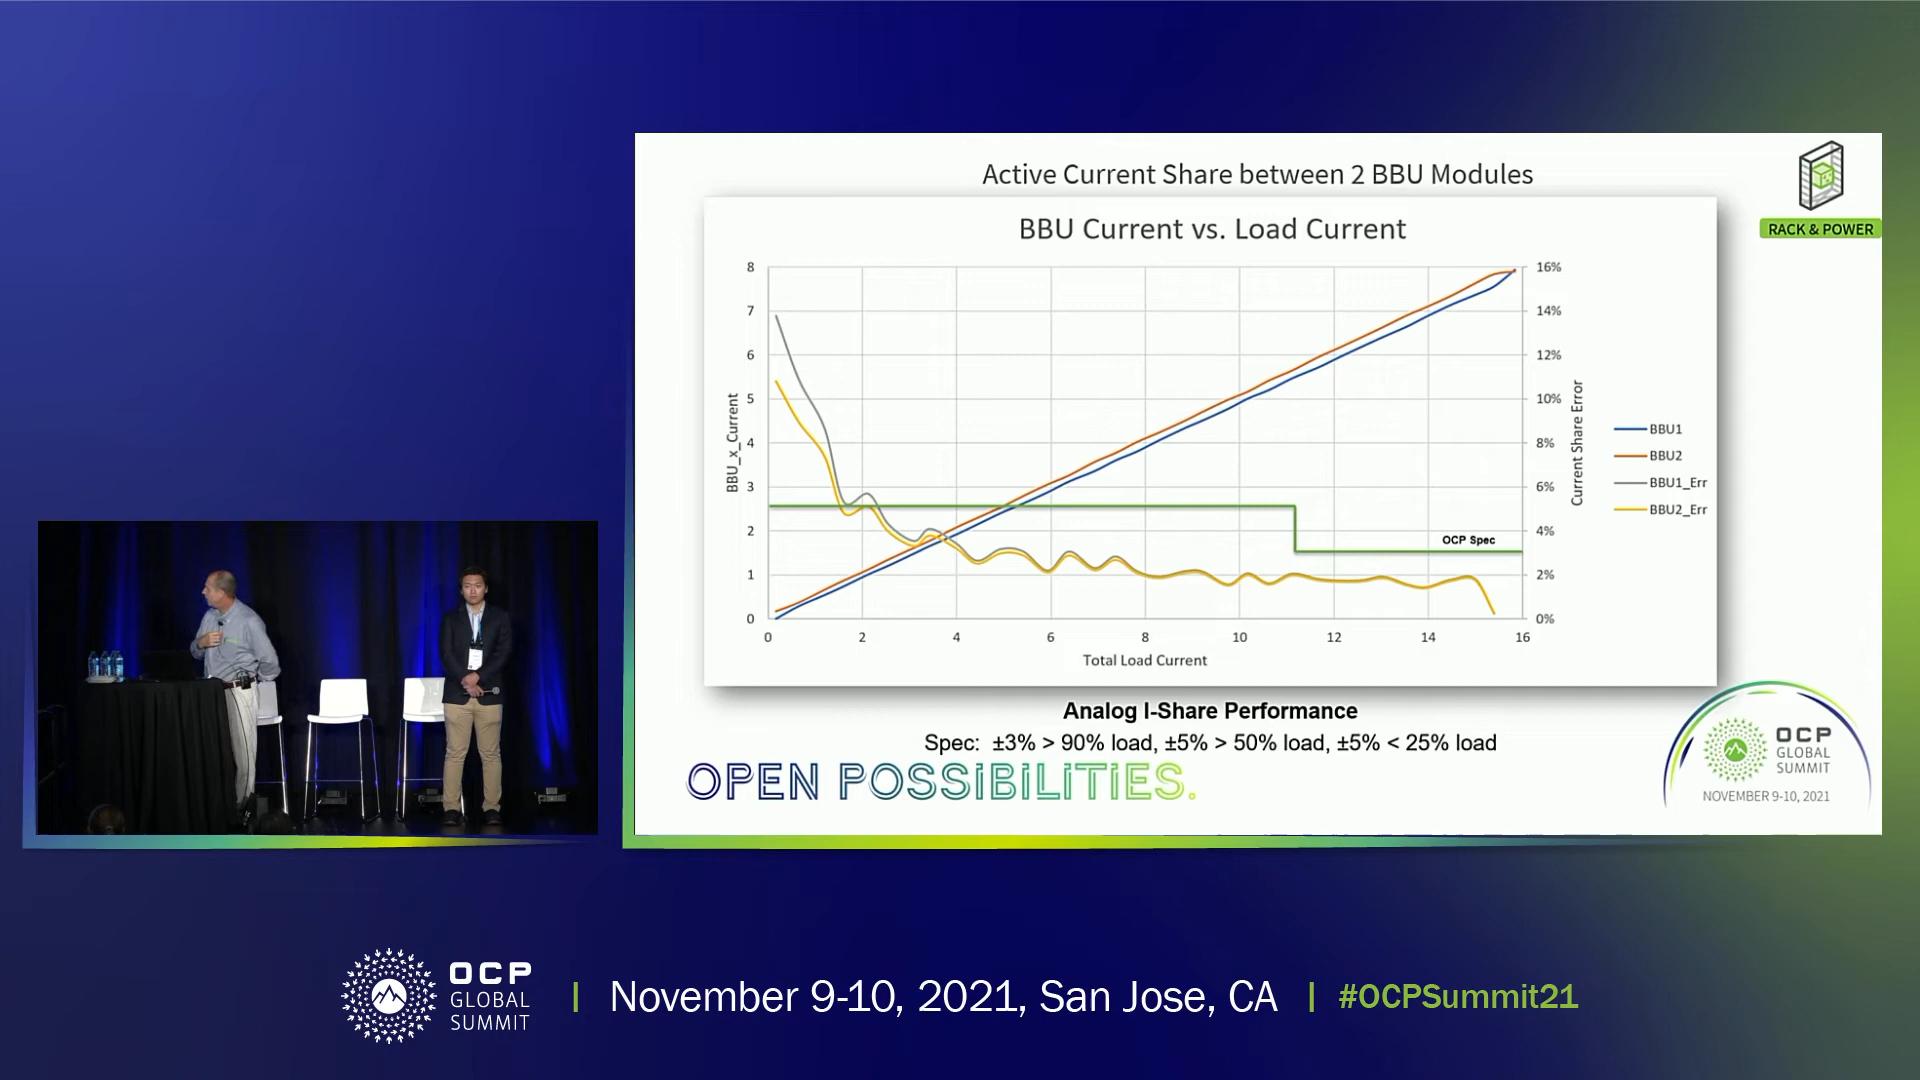 Active Current Share between 2 BBU Modules
RACK & POWER
BBU Current vs. Load Current
8
7
6
5
4
3
2
1
0
BBU_x_Current
16%
14%
12%
10%
8%
6%
4%
2%
0%
Current Share Error
0 2 4 6 8 10 12 14 16
Total Load Current
BBU1
BBU2
BBU1_Err
BBU2_Err
OCP Spec
Analog I-Share Performance
Spec: ±3% > 90% load, ±5% > 50% load, ±5% < 25% load
OPEN POSSIBILITIES.
OCP
GLOBAL
SUMMIT
NOVEMBER 9-10, 2021
OCP
GLOBAL
SUMMIT
November 9-10, 2021, San Jose, CA
#OCPSummit21